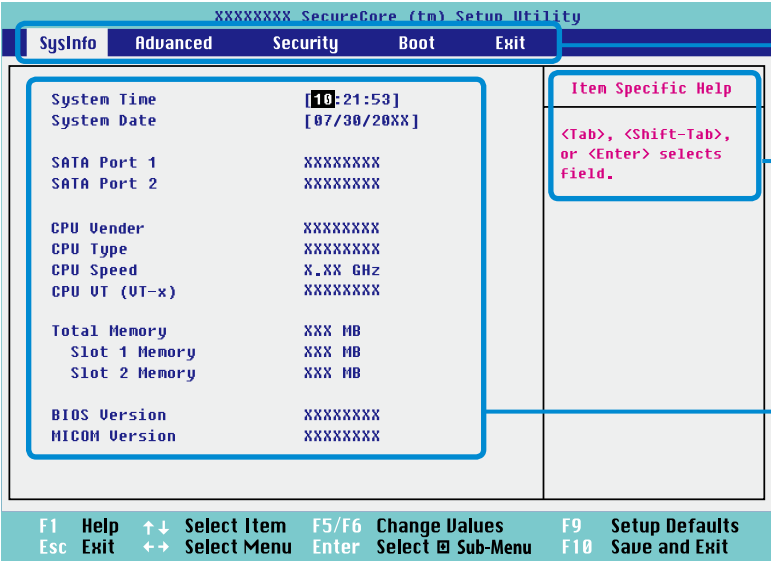 XXXXXXXX SecureCore (tm) Setup Utility
SysInfo Advanced Security Boot Exit
System Time [10:21:53]
System Date [07/30/20XX]
SATA Port 1 XXXXXXXX
SATA Port 2 XXXXXXXX
CPU Vender XXXXXXXX
CPU Type XXXXXXXX
CPU Speed X.XX GHz
CPU VT (VT-x) XXXXXXXX
Total Memory XXX MB
Slot 1 Memory XXX MB
Slot 2 Memory XXX MB
BIOS Version XXXXXXXX
MICOM Version XXXXXXXX
Item Specific Help
<Tab>, <Shift-Tab>,
or <Enter> selects
field.
F1 Help ↑↓ Select Item F5/F6 Change Values F9 Setup Defaults
Esc Exit ←→ Select Menu Enter Select ⊞ Sub-Menu F10 Save and Exit